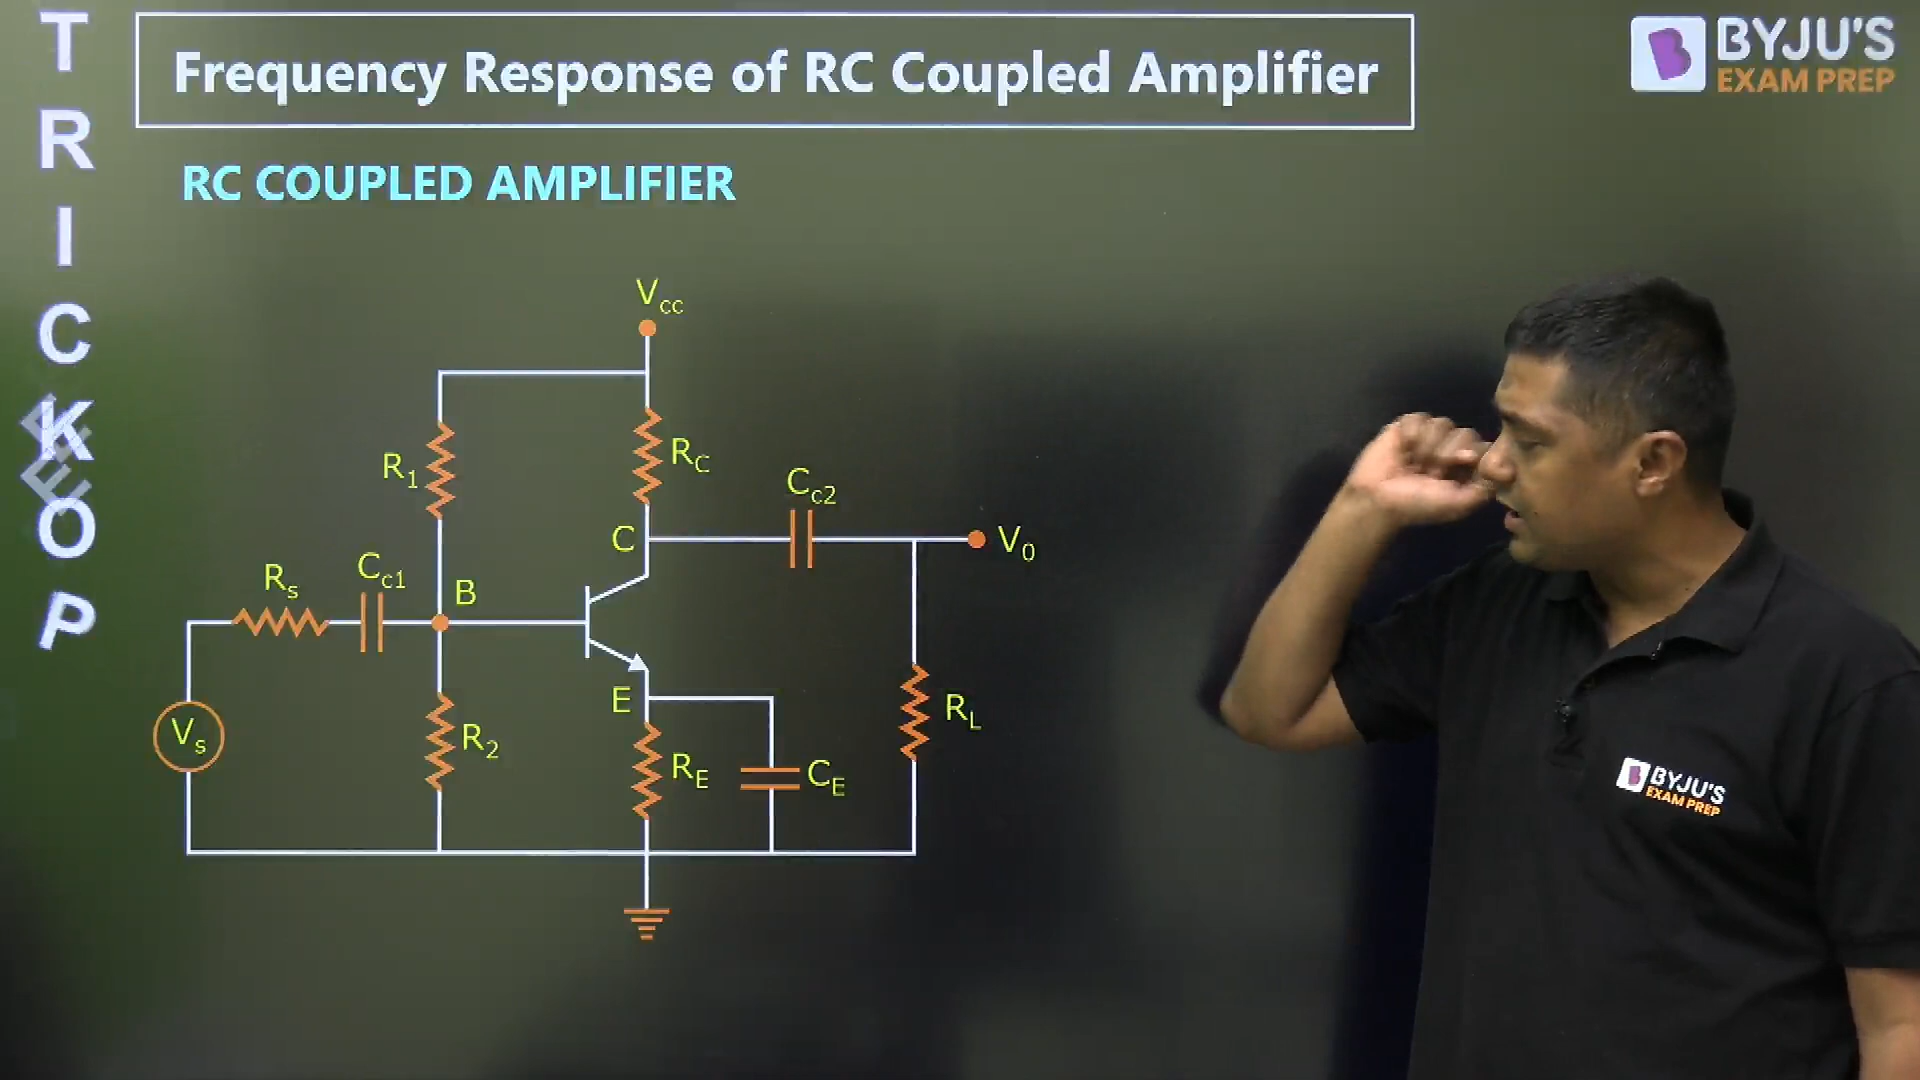 T
R
I
C
K
O
P
Frequency Response of RC Coupled Amplifier
BYJU'S
EXAM PREP
RC COUPLED AMPLIFIER
Vcc
R1
RC
Cc2
C
V0
Rs
Cc1
B
E
RL
Vs
R2
RE
CE
BYJU'S
EXAM PREP